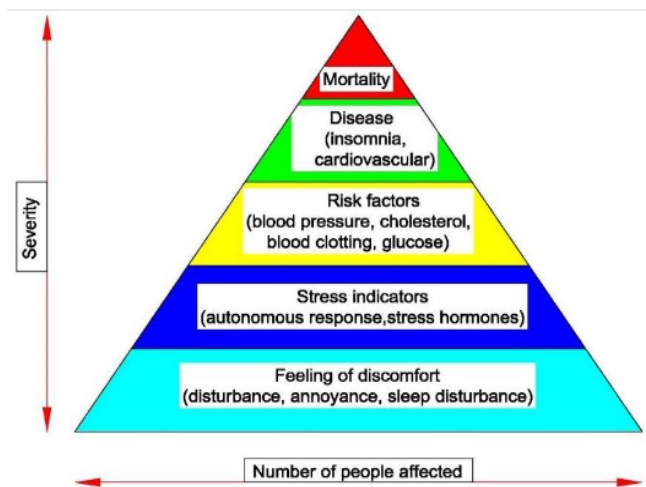 Mortality
Disease
(insomnia,
cardiovascular)
Risk factors
(blood pressure, cholesterol,
blood clotting, glucose)
Stress indicators
(autonomous response,stress hormones)
Feeling of discomfort
(disturbance, annoyance, sleep disturbance)
Severity
Number of people affected